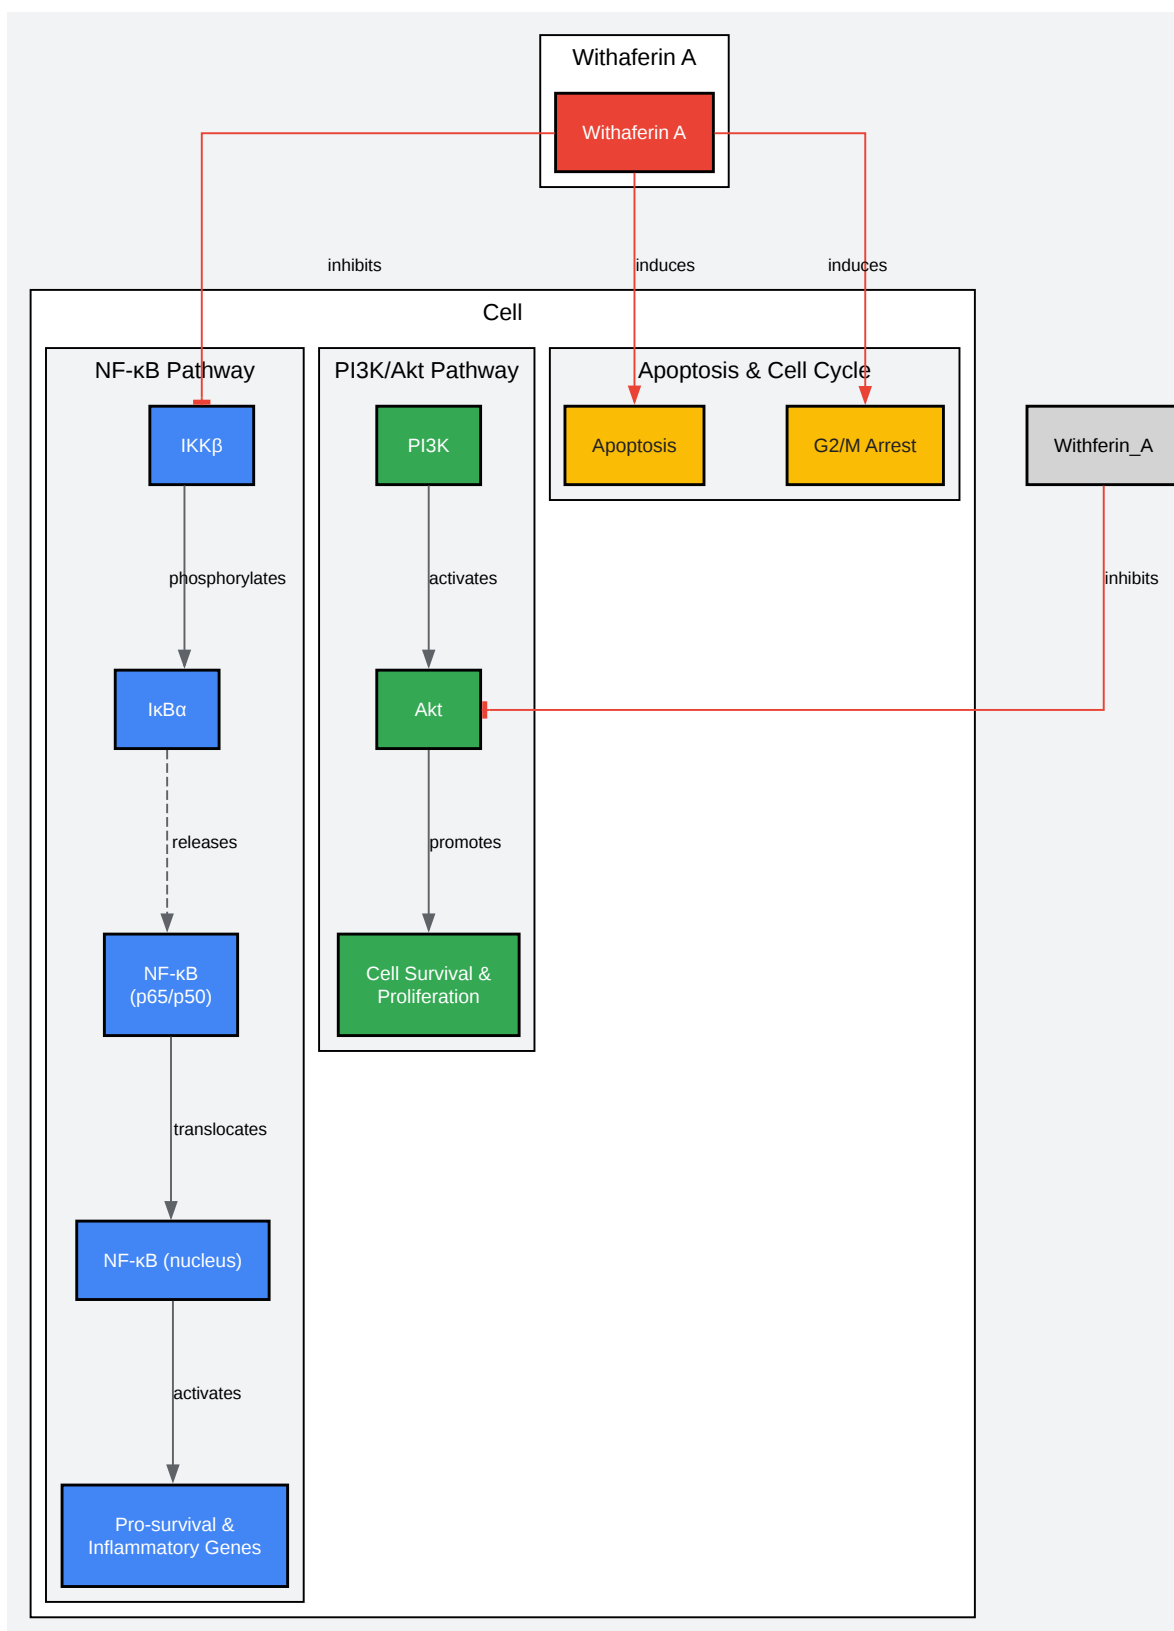 Withaferin A
Withaferin A
inhibits
induces
induces
Cell
NF-κB Pathway
PI3K/Akt Pathway
Apoptosis & Cell Cycle
IKKβ
PI3K
Apoptosis
G2/M Arrest
Withferin_A
phosphorylates
activates
inhibits
IκBα
Akt
releases
promotes
NF-κB
(p65/p50)
Cell Survival &
Proliferation
translocates
NF-κB (nucleus)
activates
Pro-survival &
Inflammatory Genes